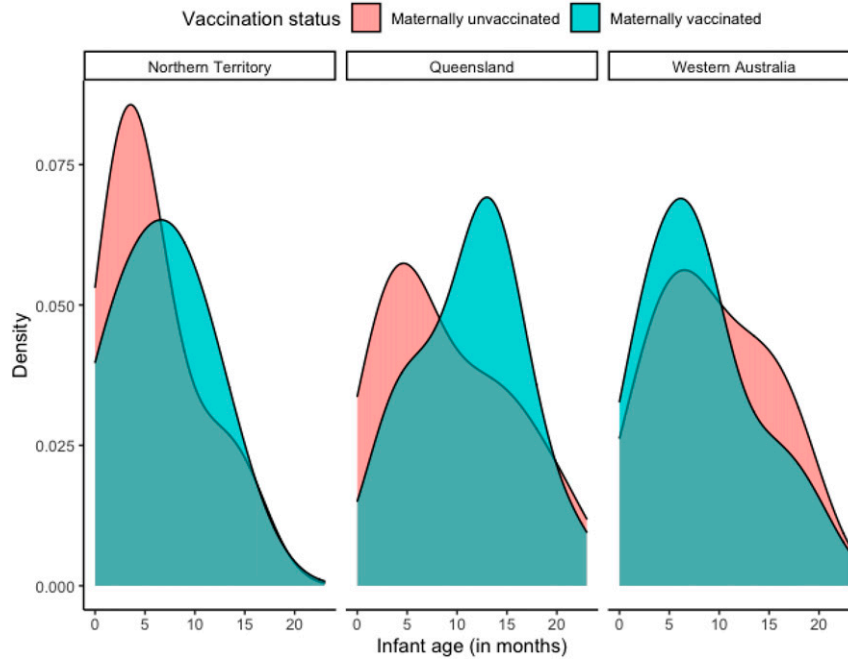 Vaccination status Maternally unvaccinated Maternally vaccinated
Northern Territory Queensland Western Australia
0.075
0.050
0.025
0.000
Density
0 5 10 15 20 0 5 10 15 20 0 5 10 15 20
Infant age (in months)